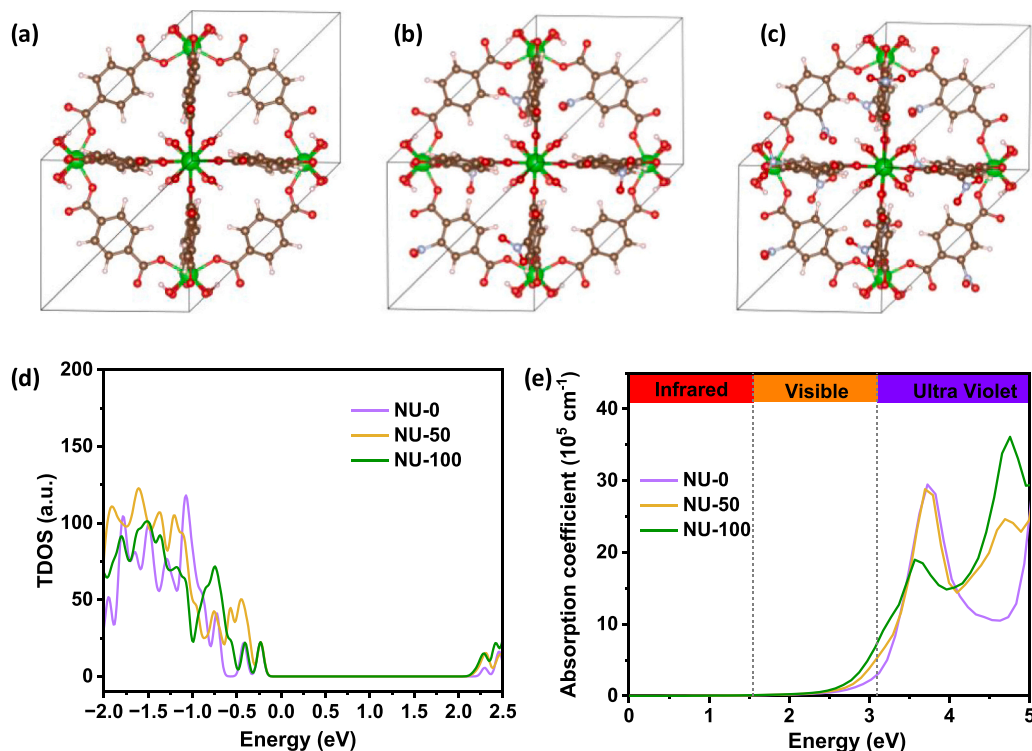 (a)
(b)
(c)
(d)
200
150
100
50
0
TDOS (a.u.)
NU-0
NU-50
NU-100
−2.0 −1.5 −1.0 −0.5 0.0 0.5 1.0 1.5 2.0 2.5
Energy (eV)
(e)
Infrared Visible Ultra Violet
40
30
20
10
0
Absorption coefficient (10⁵ cm⁻¹)
NU-0
NU-50
NU-100
0 1 2 3 4 5
Energy (eV)